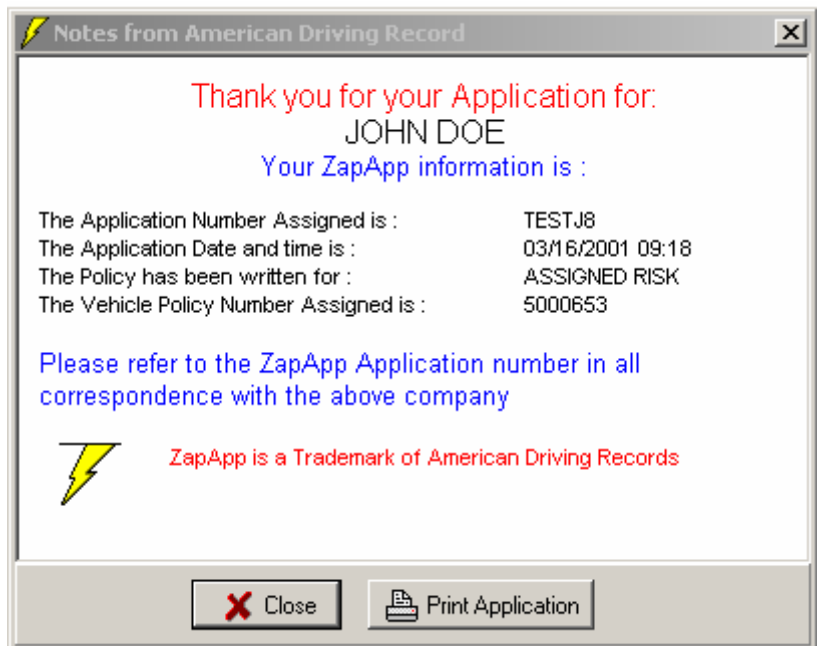 Notes from American Driving Record
Thank you for your Application for:
JOHN DOE
Your ZapApp information is :
The Application Number Assigned is : TESTJ8
The Application Date and time is : 03/16/2001 09:18
The Policy has been written for : ASSIGNED RISK
The Vehicle Policy Number Assigned is : 5000653
Please refer to the ZapApp Application number in all
correspondence with the above company
ZapApp is a Trademark of American Driving Records
Close Print Application